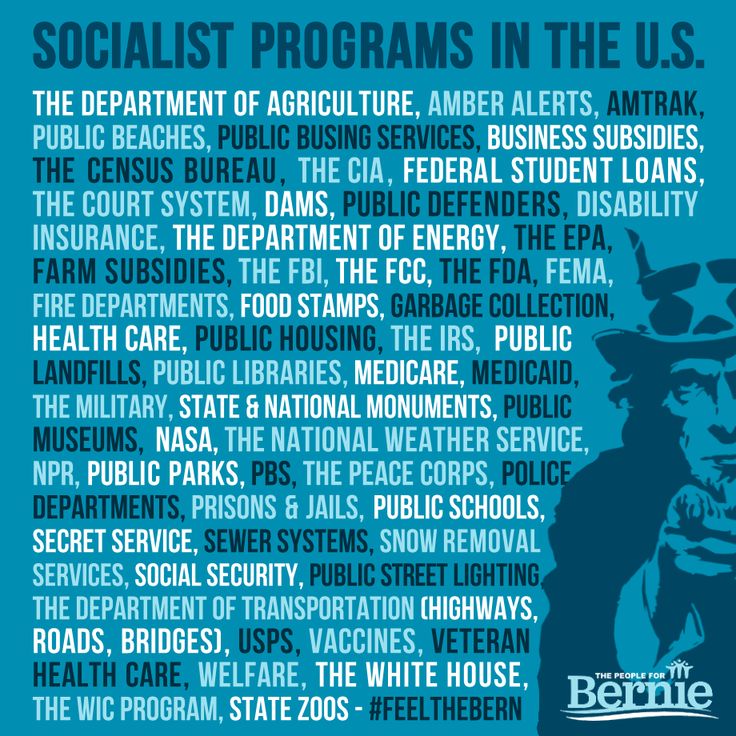 SOCIALIST PROGRAMS IN THE U.S.
THE DEPARTMENT OF AGRICULTURE, AMBER ALERTS, AMTRAK,
PUBLIC BEACHES, PUBLIC BUSING SERVICES, BUSINESS SUBSIDIES,
THE CENSUS BUREAU, THE CIA, FEDERAL STUDENT LOANS,
THE COURT SYSTEM, DAMS, PUBLIC DEFENDERS, DISABILITY
INSURANCE, THE DEPARTMENT OF ENERGY, THE EPA,
FARM SUBSIDIES, THE FBI, THE FCC, THE FDA, FEMA,
FIRE DEPARTMENTS, FOOD STAMPS, GARBAGE COLLECTION,
HEALTH CARE, PUBLIC HOUSING, THE IRS, PUBLIC
LANDFILLS, PUBLIC LIBRARIES, MEDICARE, MEDICAID,
THE MILITARY, STATE & NATIONAL MONUMENTS, PUBLIC
MUSEUMS, NASA, THE NATIONAL WEATHER SERVICE,
NPR, PUBLIC PARKS, PBS, THE PEACE CORPS, POLICE
DEPARTMENTS, PRISONS & JAILS, PUBLIC SCHOOLS,
SECRET SERVICE, SEWER SYSTEMS, SNOW REMOVAL
SERVICES, SOCIAL SECURITY, PUBLIC STREET LIGHTING,
THE DEPARTMENT OF TRANSPORTATION (HIGHWAYS,
ROADS, BRIDGES), USPS, VACCINES, VETERAN
HEALTH CARE, WELFARE, THE WHITE HOUSE,
THE WIC PROGRAM, STATE ZOOS - #FEELTHEBERN
THE PEOPLE FOR
Bernie